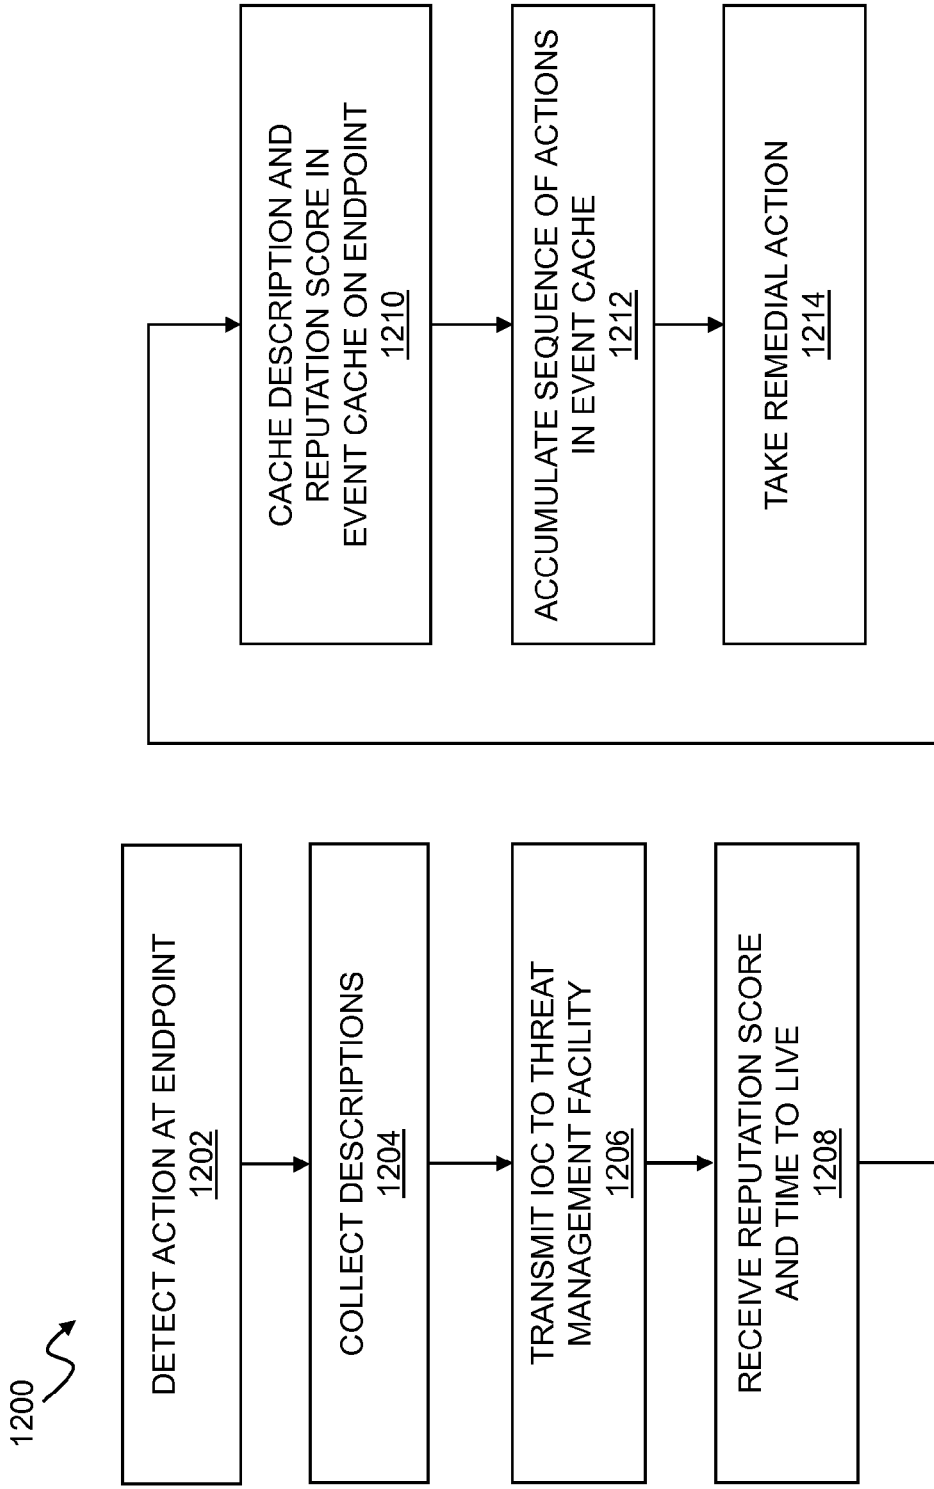 1200
DETECT ACTION AT ENDPOINT
1202
COLLECT DESCRIPTIONS
1204
TRANSMIT IOC TO THREAT
MANAGEMENT FACILITY
1206
RECEIVE REPUTATION SCORE
AND TIME TO LIVE
1208
CACHE DESCRIPTION AND
REPUTATION SCORE IN
EVENT CACHE ON ENDPOINT
1210
ACCUMULATE SEQUENCE OF ACTIONS
IN EVENT CACHE
1212
TAKE REMEDIAL ACTION
1214